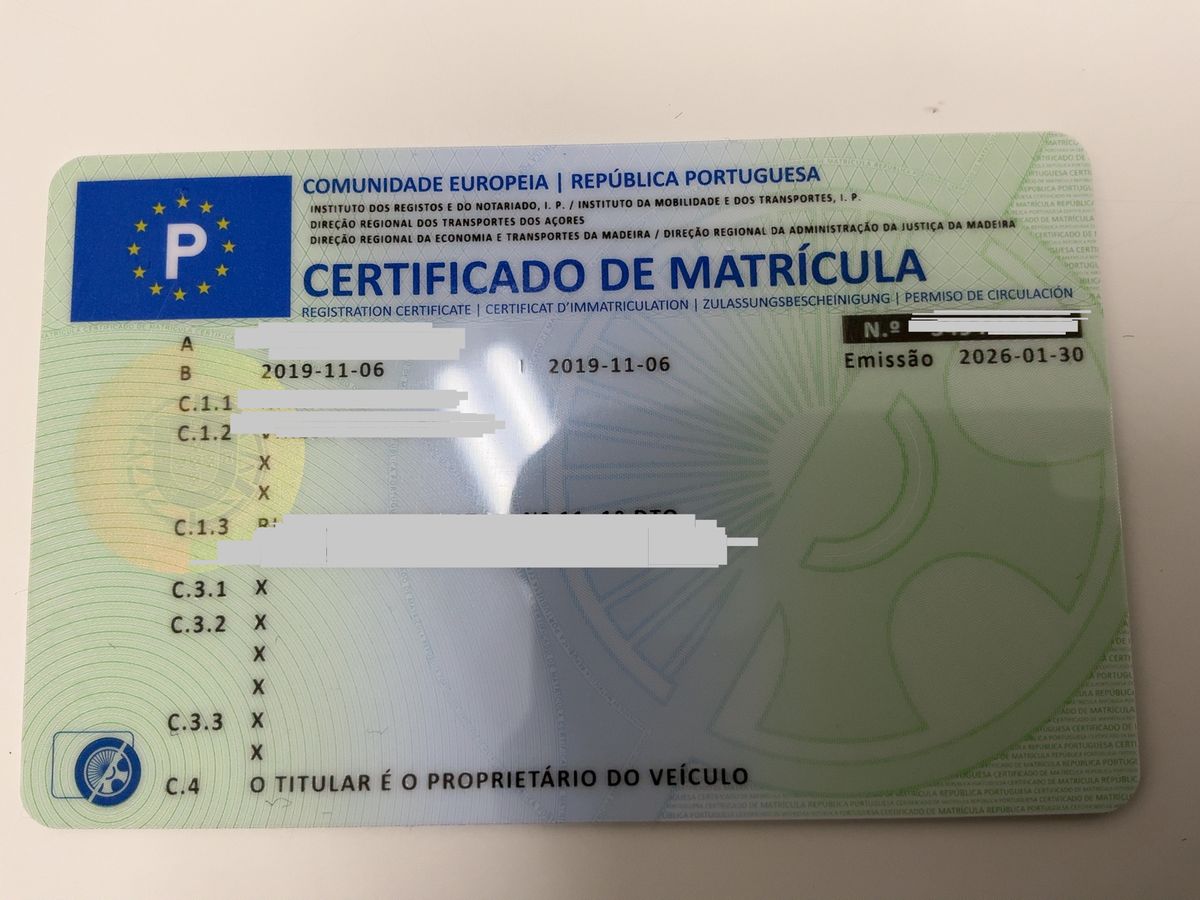 P
COMUNIDADE EUROPEIA | REPÚBLICA PORTUGUESA
INSTITUTO DOS REGISTOS E DO NOTARIADO, I. P. / INSTITUTO DA MOBILIDADE E DOS TRANSPORTES, I. P.
DIREÇÃO REGIONAL DOS TRANSPORTES DOS AÇORES
DIREÇÃO REGIONAL DA ECONOMIA E TRANSPORTES DA MADEIRA / DIREÇÃO REGIONAL DA ADMINISTRAÇÃO DA JUSTIÇA DA MADEIRA
CERTIFICADO DE MATRÍCULA
REGISTRATION CERTIFICATE | CERTIFICAT D'IMMATRICULATION | ZULASSUNGSBESCHEINIGUNG | PERMISO DE CIRCULACIÓN
N.º
A
Emissão 2026-01-30
B 2019-11-06 I 2019-11-06
C.1.1
C.1.2
X
X
C.1.3
C.3.1 X
C.3.2 X
X
X
C.3.3 X
X
C.4 O TITULAR É O PROPRIETÁRIO DO VEÍCULO